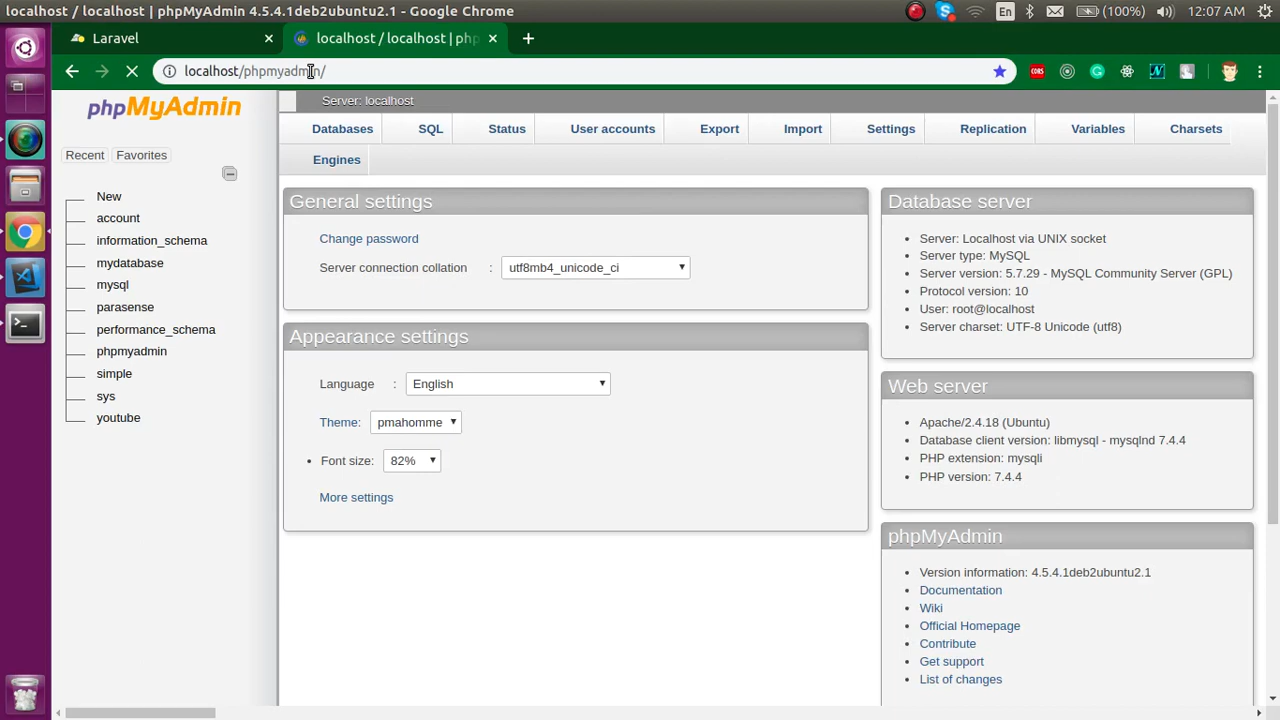 localhost / localhost | phpMyAdmin 4.5.4.1deb2ubuntu2.1 - Google Chrome
En
(100%)
12:07 AM
Laravel
localhost / localhost | php
localhost/phpmyadmin/
CORS
phpMyAdmin
Recent
Favorites
New
account
information_schema
mydatabase
mysql
parasense
performance_schema
phpmyadmin
simple
sys
youtube
Server: localhost
Databases
SQL
Status
User accounts
Export
Import
Settings
Replication
Variables
Charsets
Engines
General settings
Change password
Server connection collation : utf8mb4_unicode_ci
Appearance settings
Language : English
Theme: pmahomme
Font size: 82%
More settings
Database server
Server: Localhost via UNIX socket
Server type: MySQL
Server version: 5.7.29 - MySQL Community Server (GPL)
Protocol version: 10
User: root@localhost
Server charset: UTF-8 Unicode (utf8)
Web server
Apache/2.4.18 (Ubuntu)
Database client version: libmysql - mysqlnd 7.4.4
PHP extension: mysqli
PHP version: 7.4.4
phpMyAdmin
Version information: 4.5.4.1deb2ubuntu2.1
Documentation
Wiki
Official Homepage
Contribute
Get support
List of changes